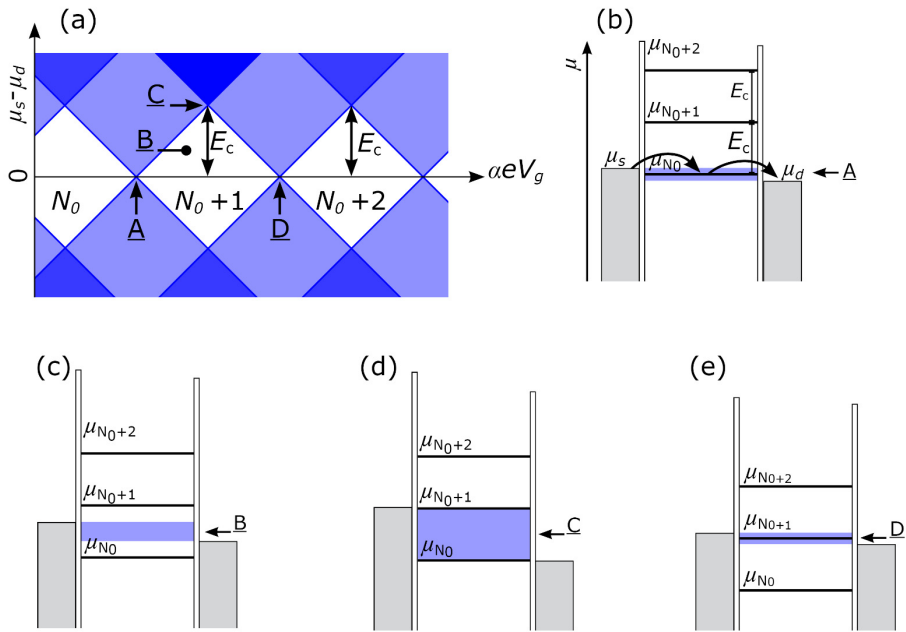 (a)
μs-μd
C
B
Ec
Ec
0
αeVg
N0
N0 + 1
N0 + 2
A
D
(b)
μ
μN0+2
Ec
μN0+1
Ec
μs
μN0
μd
A
(c)
μN0+2
μN0+1
B
μN0
(d)
μN0+2
μN0+1
C
μN0
(e)
μN0+2
μN0+1
D
μN0